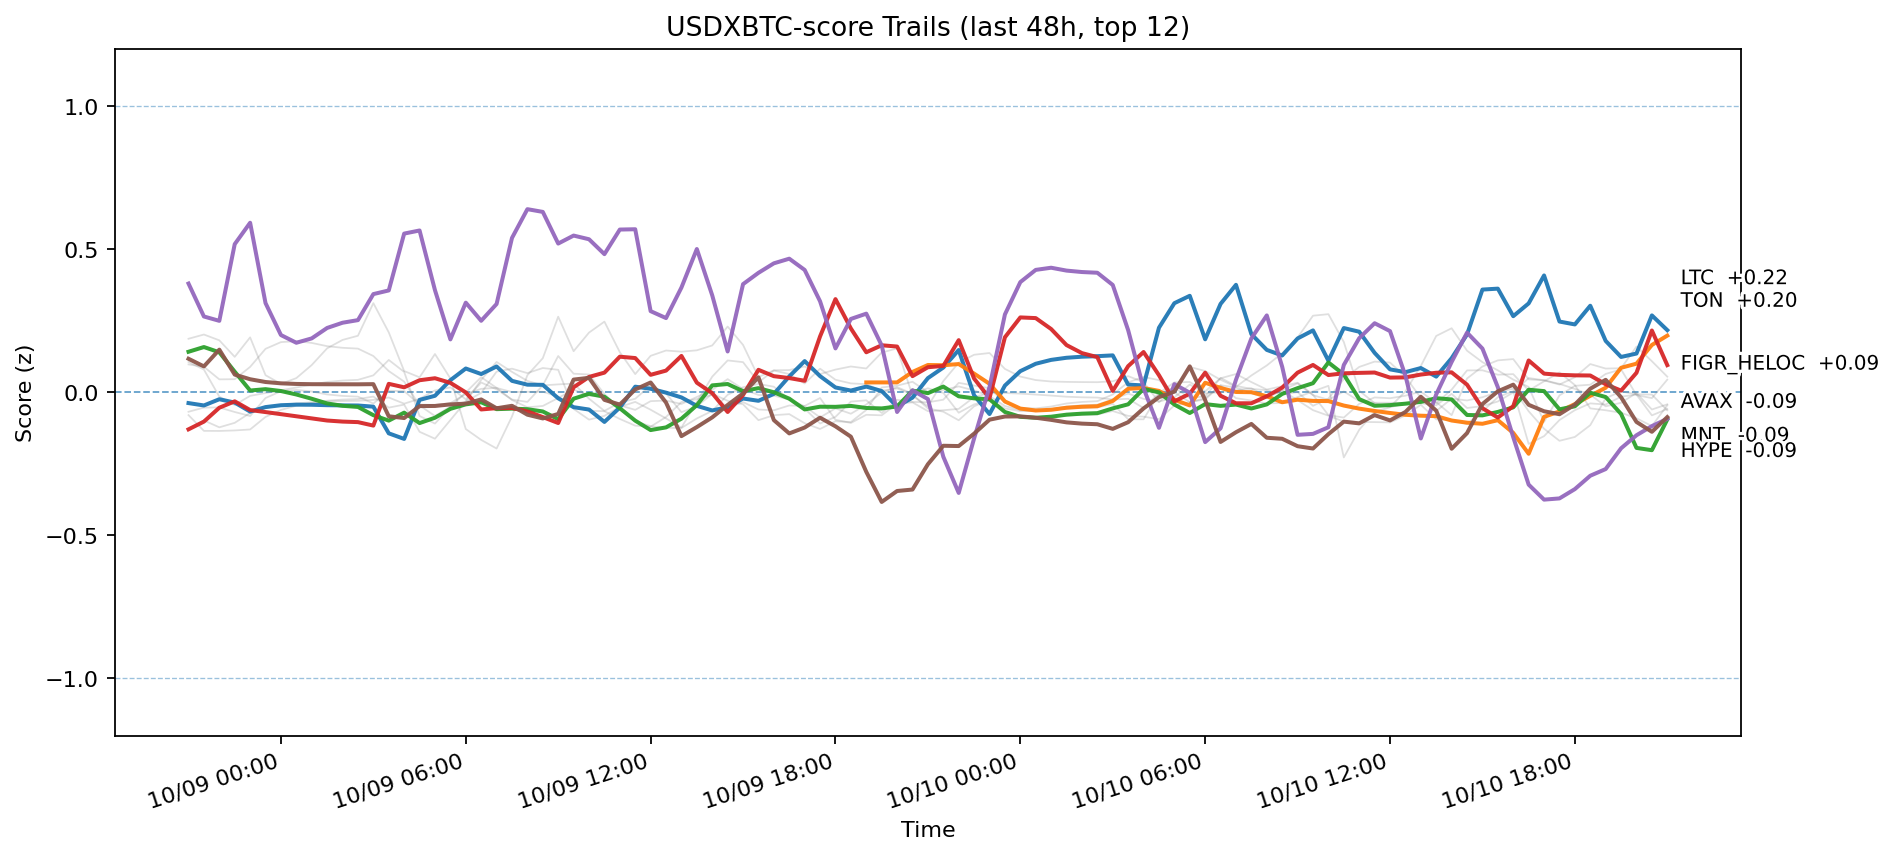 USDXBTC-score Trails (last 48h, top 12)
Score (z)
1.0
0.5
0.0
−0.5
−1.0
LTC +0.22
TON +0.20
FIGR_HELOC +0.09
AVAX -0.09
MNT -0.09
HYPE -0.09
10/09 00:00
10/09 06:00
10/09 12:00
10/09 18:00
10/10 00:00
10/10 06:00
10/10 12:00
10/10 18:00
Time